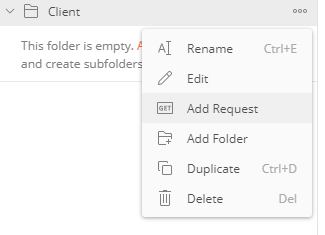 Client
This folder is empty. A
and create subfolders
Rename Ctrl+E
Edit
GET Add Request
Add Folder
Duplicate Ctrl+D
Delete Del